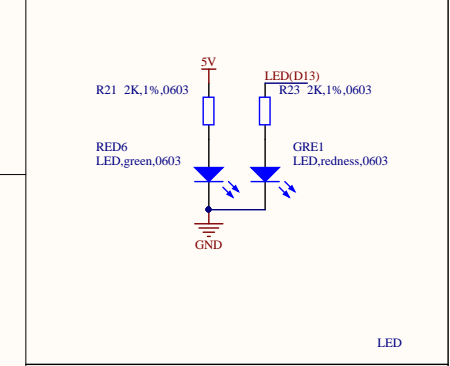 5V
LED(D13)
R21 2K,1%,0603
R23 2K,1%,0603
RED6
LED,green,0603
GRE1
LED,redness,0603
GND
LED